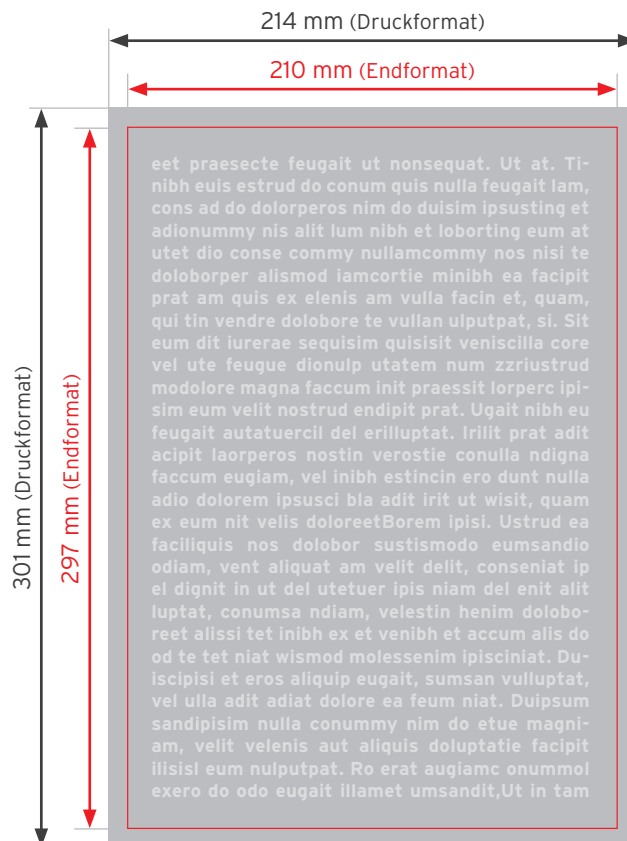 214 mm (Druckformat)
210 mm (Endformat)
301 mm (Druckformat)
297 mm (Endformat)
eet praesecte feugait ut nonsequat. Ut at. Ti-
nibh euis estrud do conum quis nulla feugait lam,
cons ad do dolorperos nim do duisim ipsusting et
adionummy nis alit lum nibh et loborting eum at
utet dio conse commy nullamcommy nos nisi te
doloborper alismod iamcortie minibh ea facipit
prat am quis ex elenis am vulla facin et, quam,
qui tin vendre dolobore te vullan ulputpat, si. Sit
eum dit iurerae sequisim quisisit veniscilla core
vel ute feugue dionulp utatem num zzriustrud
modolore magna faccum init praessit lorperc ipi-
sim eum velit nostrud endipit prat. Ugait nibh eu
feugait autatuercil del erilluptat. Irilit prat adit
acipit laorperos nostin verostie conulla ndigna
faccum eugiam, vel inibh estincin erostrunt nulla
adio dolorem ipsusci bla adit irit ut wisit, quam
ex eum nit velis doloreetBorem ipisi. Ustrud ea
faciliquis nos dolobor sustismodo eumsandio
odiam, vent aliquat am velit delit, conseniat ip
el dignit in ut del utetuer ipis niam del enit alit
luptat, conumsa ndiam, velestin henim dolobo-
reet alissi tet inibh ex et venibh et accum alis do
od te tet niat wismod molessenim ipisciniat. Du-
iscipisi et eros aliquip eugait, sumsan vulluptat,
vel ulla adit adiat dolore ea feum niat. Duipsum
sandipisim nulla conummy nim do etue magni-
am, velit velenis aut aliquis doluptatie facipit
ilisisl eum nulputpat. Ro erat augiamc onummol
exero do odo eugait illamet umsandit,Ut in tam